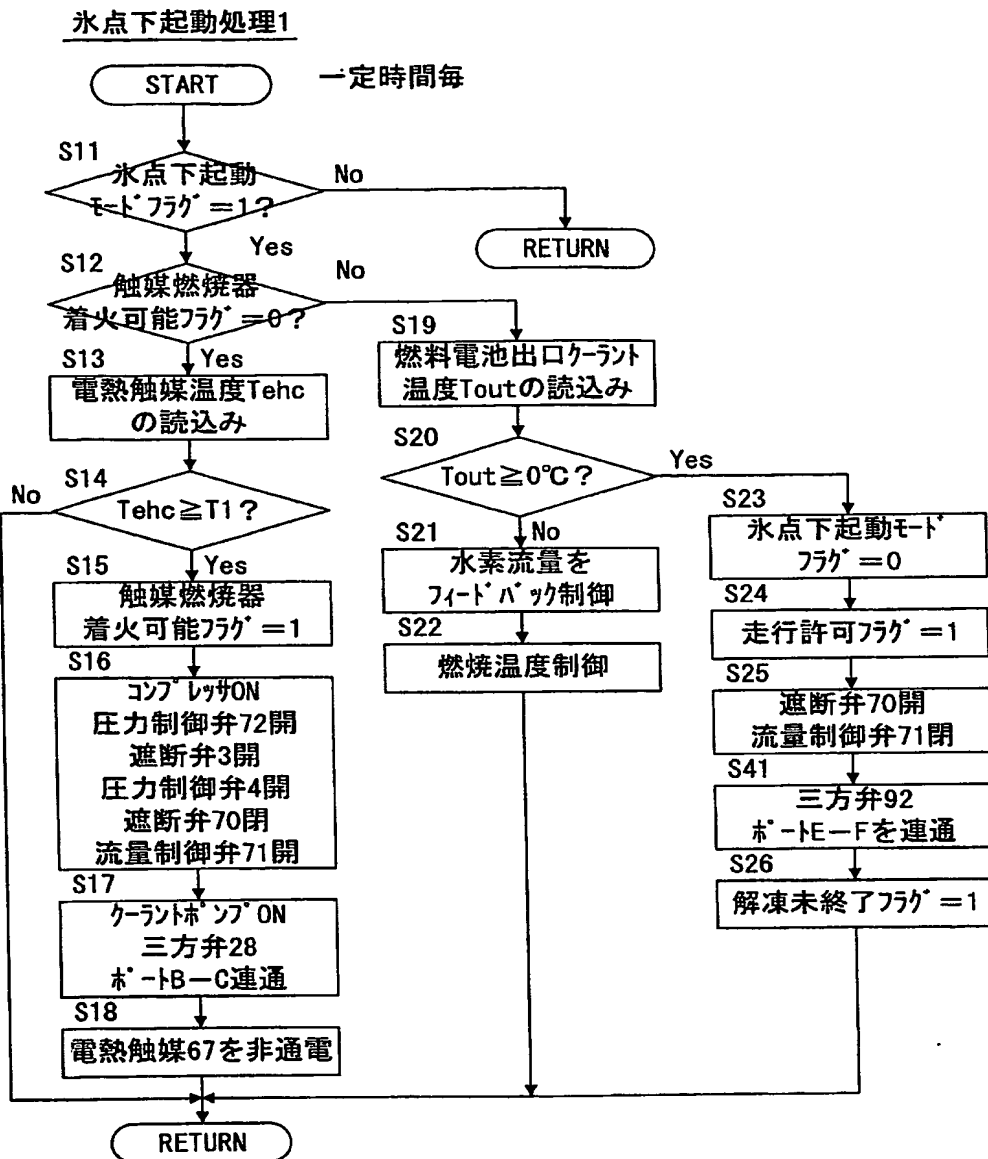 氷点下起動処理1
START
一定時間毎
S11
氷点下起動
ﾓｰﾄﾞﾌﾗｸﾞ=1?
No
RETURN
Yes
S12
触媒燃焼器
着火可能ﾌﾗｸﾞ=0?
No
S13
Yes
電熱触媒温度Tehc
の読込み
S14
No
Tehc≧T1?
Yes
S15
触媒燃焼器
着火可能ﾌﾗｸﾞ=1
S16
ｺﾝﾌﾟﾚｯｻON
圧力制御弁72開
遮断弁3開
圧力制御弁4開
遮断弁70閉
流量制御弁71開
S17
ｸｰﾗﾝﾄﾎﾟﾝﾌﾟON
三方弁28
ﾎﾟｰﾄB－C連通
S18
電熱触媒67を非通電
RETURN
S19
燃料電池出口ｸｰﾗﾝﾄ
温度Toutの読込み
S20
Tout≧0℃?
Yes
No
S21
水素流量を
ﾌｨｰﾄﾞﾊﾞｯｸ制御
S22
燃焼温度制御
S23
氷点下起動ﾓｰﾄﾞ
ﾌﾗｸﾞ=0
S24
走行許可ﾌﾗｸﾞ=1
S25
遮断弁70開
流量制御弁71閉
S41
三方弁92
ﾎﾟｰﾄE－Fを連通
S26
解凍未終了ﾌﾗｸﾞ=1